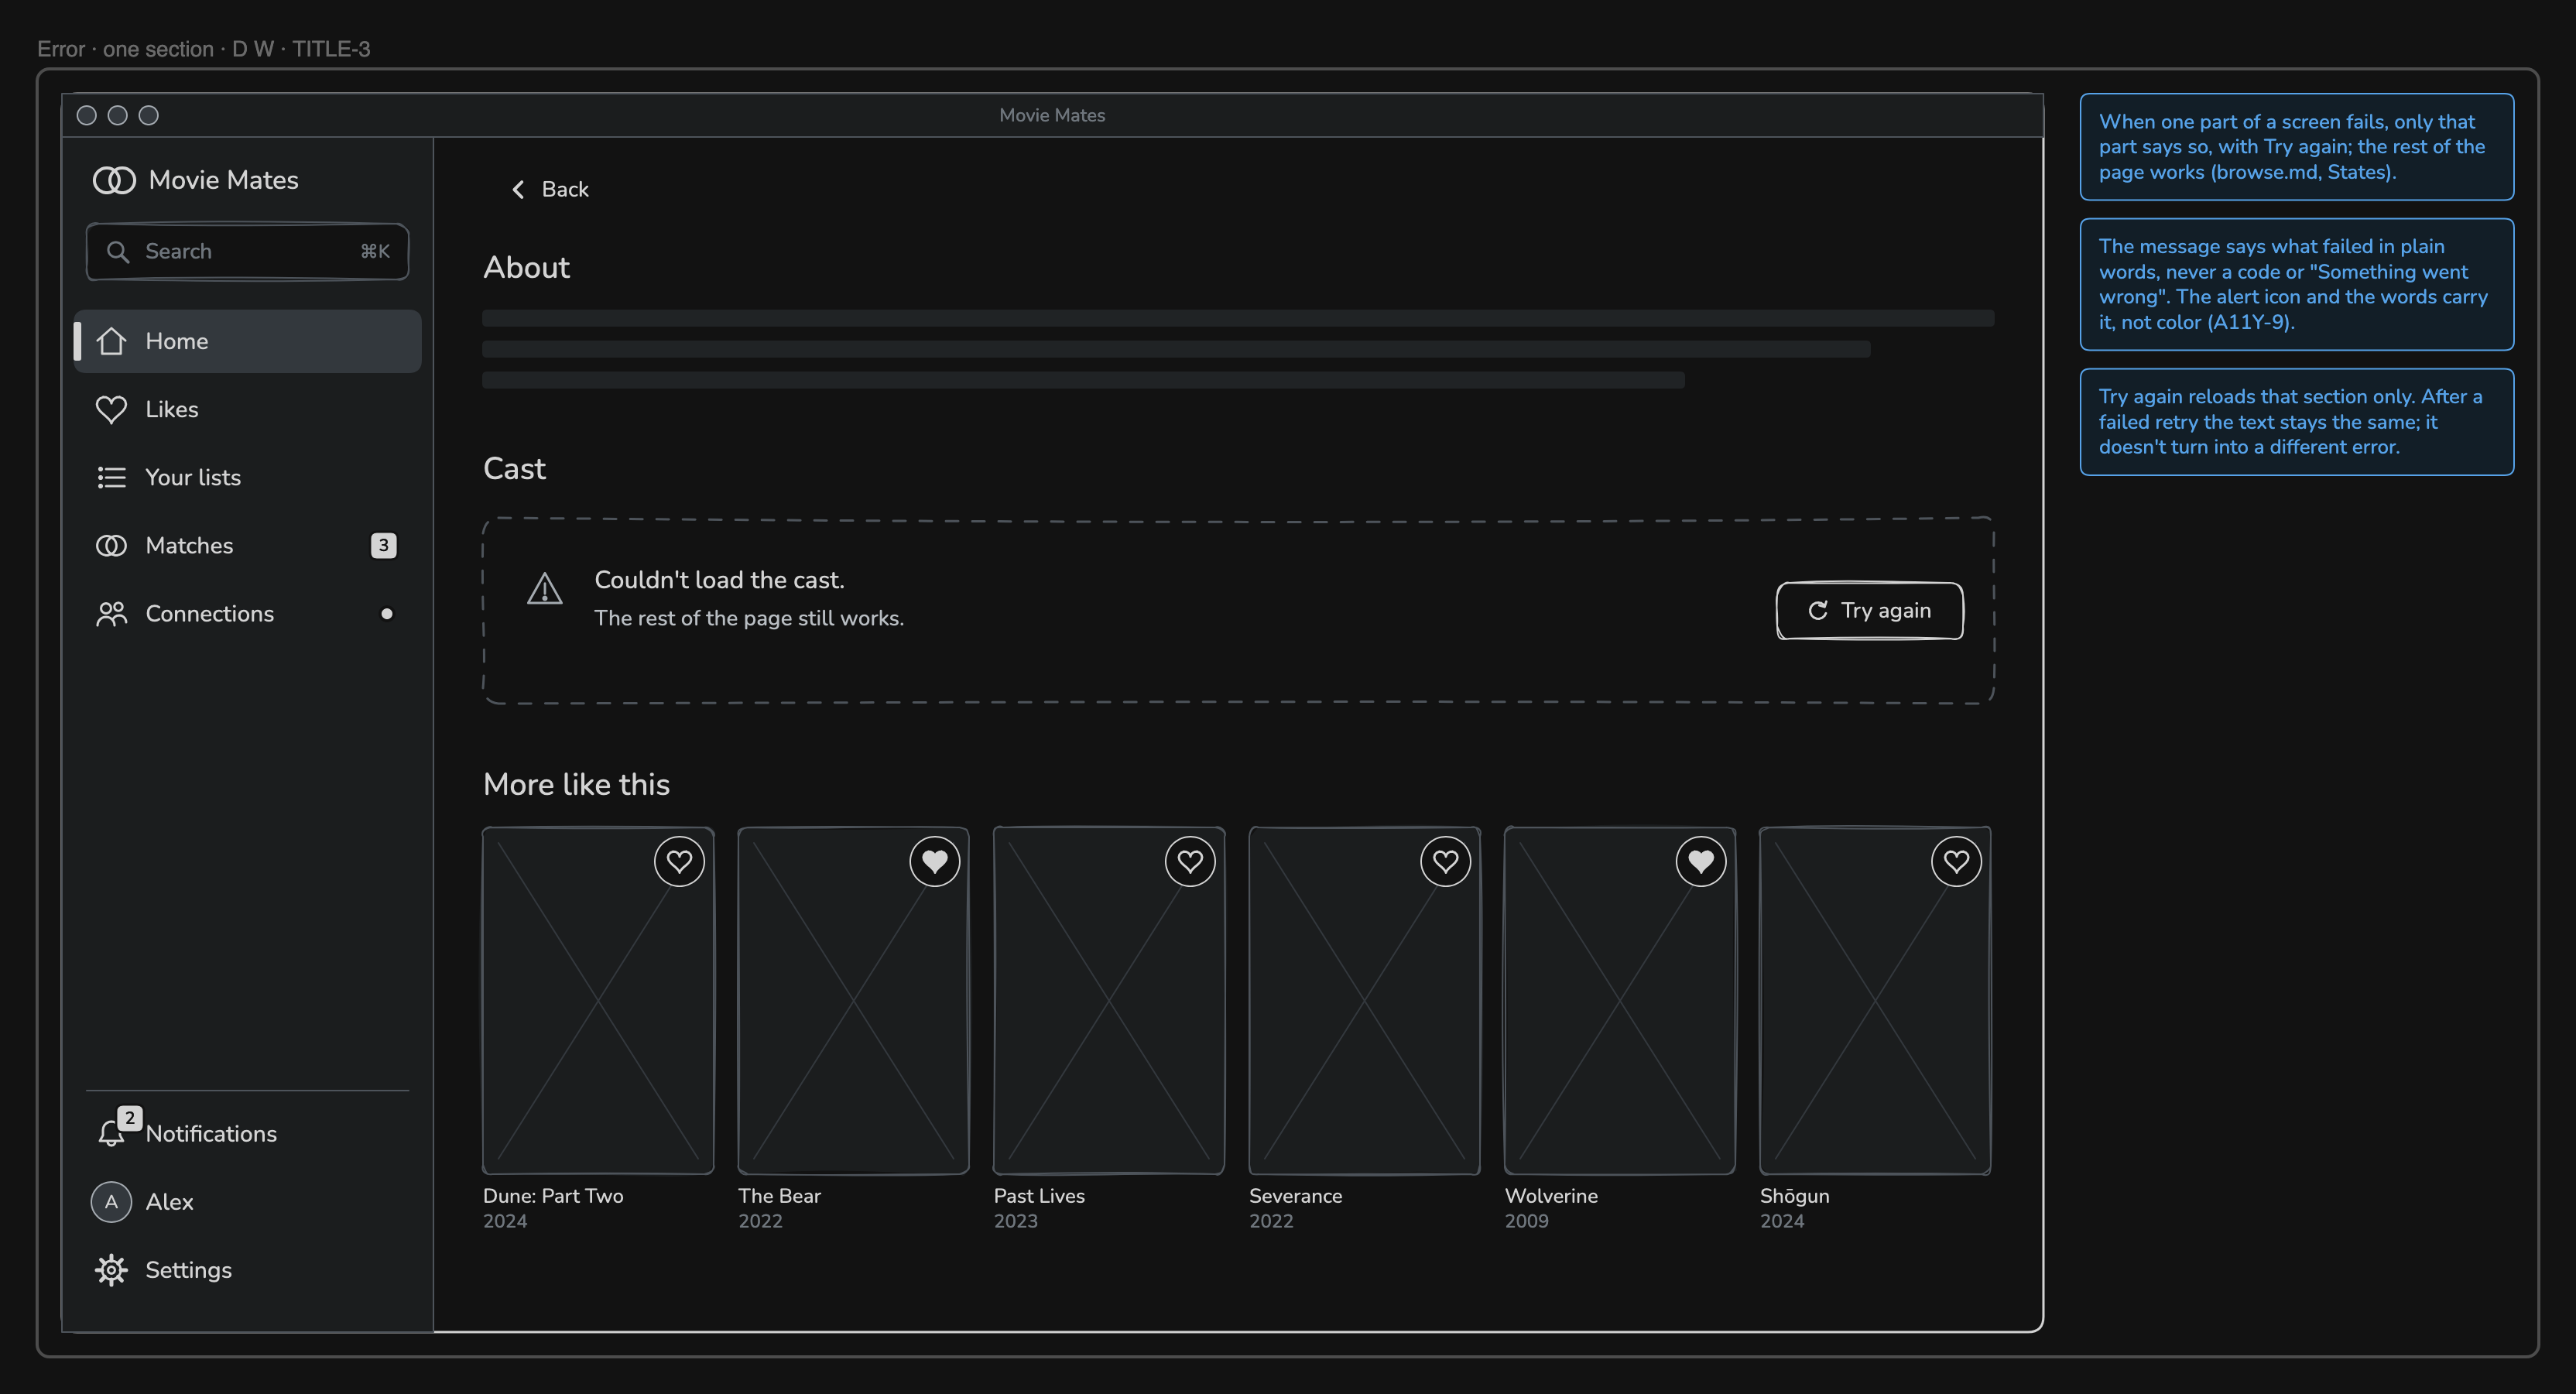 Error · one section · D W · TITLE-3
Movie Mates
Movie Mates
Search ⌘K
Home
Likes
Your lists
Matches 3
Connections
2
Notifications
A Alex
Settings
Back
About
Cast
Couldn't load the cast.
The rest of the page still works.
Try again
More like this
Dune: Part Two
2024
The Bear
2022
Past Lives
2023
Severance
2022
Wolverine
2009
Shōgun
2024
When one part of a screen fails, only that
part says so, with Try again; the rest of the
page works (browse.md, States).
The message says what failed in plain
words, never a code or "Something went
wrong". The alert icon and the words carry
it, not color (A11Y-9).
Try again reloads that section only. After a
failed retry the text stays the same; it
doesn't turn into a different error.